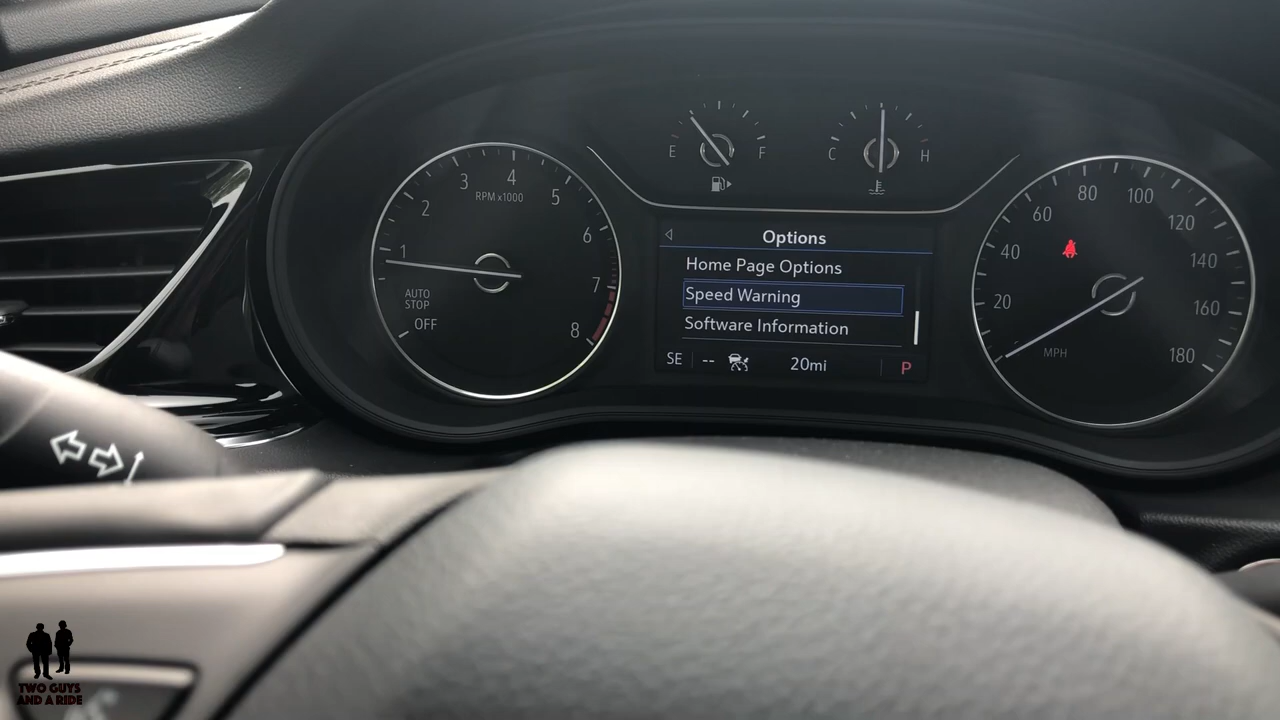 E F
C H
1 2 3 4 5 6 7 8
RPM x1000
AUTO
STOP
OFF
Options
Home Page Options
Speed Warning
Software Information
SE -- 20mi P
20 40 60 80 100 120 140 160 180
MPH
TWO GUYS
AND A RIDE